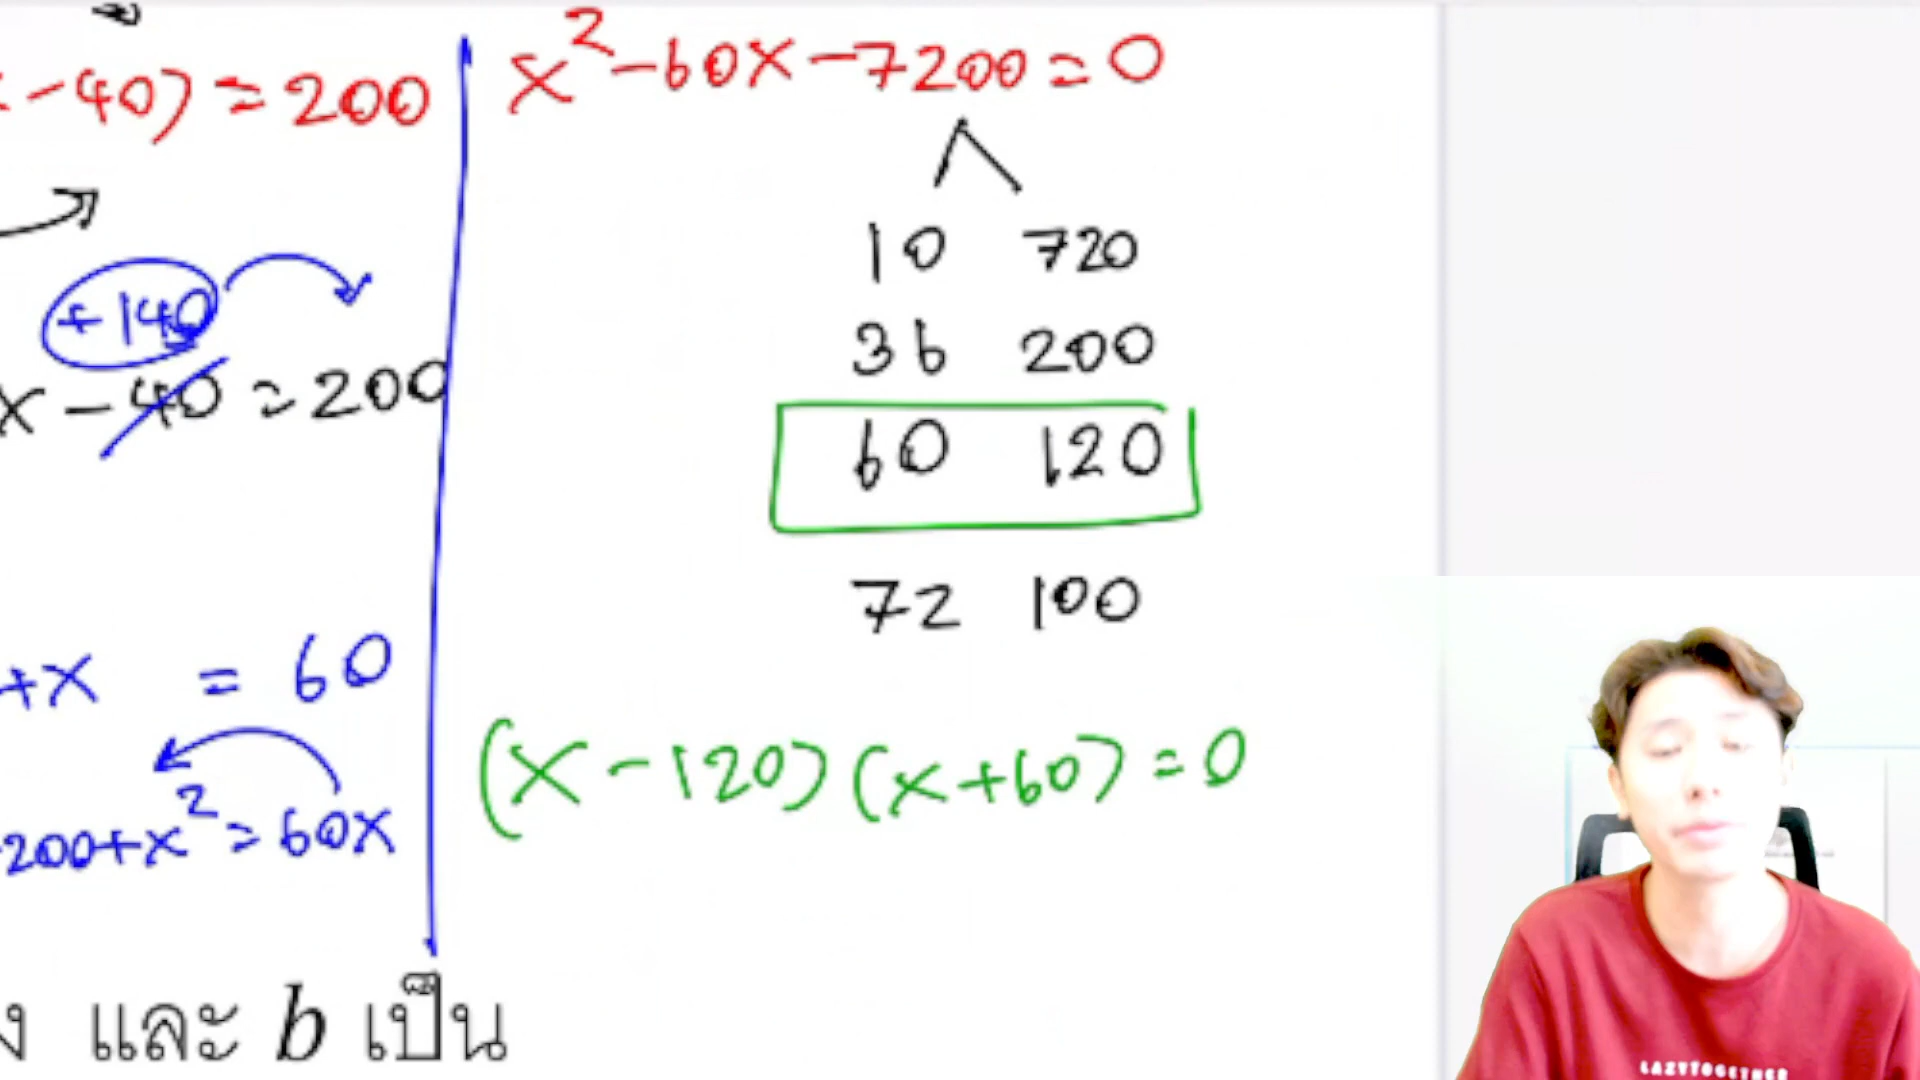 -40) = 200
+140
x - 40 = 200
+x = 60
200+x² = 60x
x² - 60x - 7200 = 0
10 720
36 200
60 120
72 100
(x - 120) (x + 60) = 0
และ b เป็น
LAZYTOGETHER